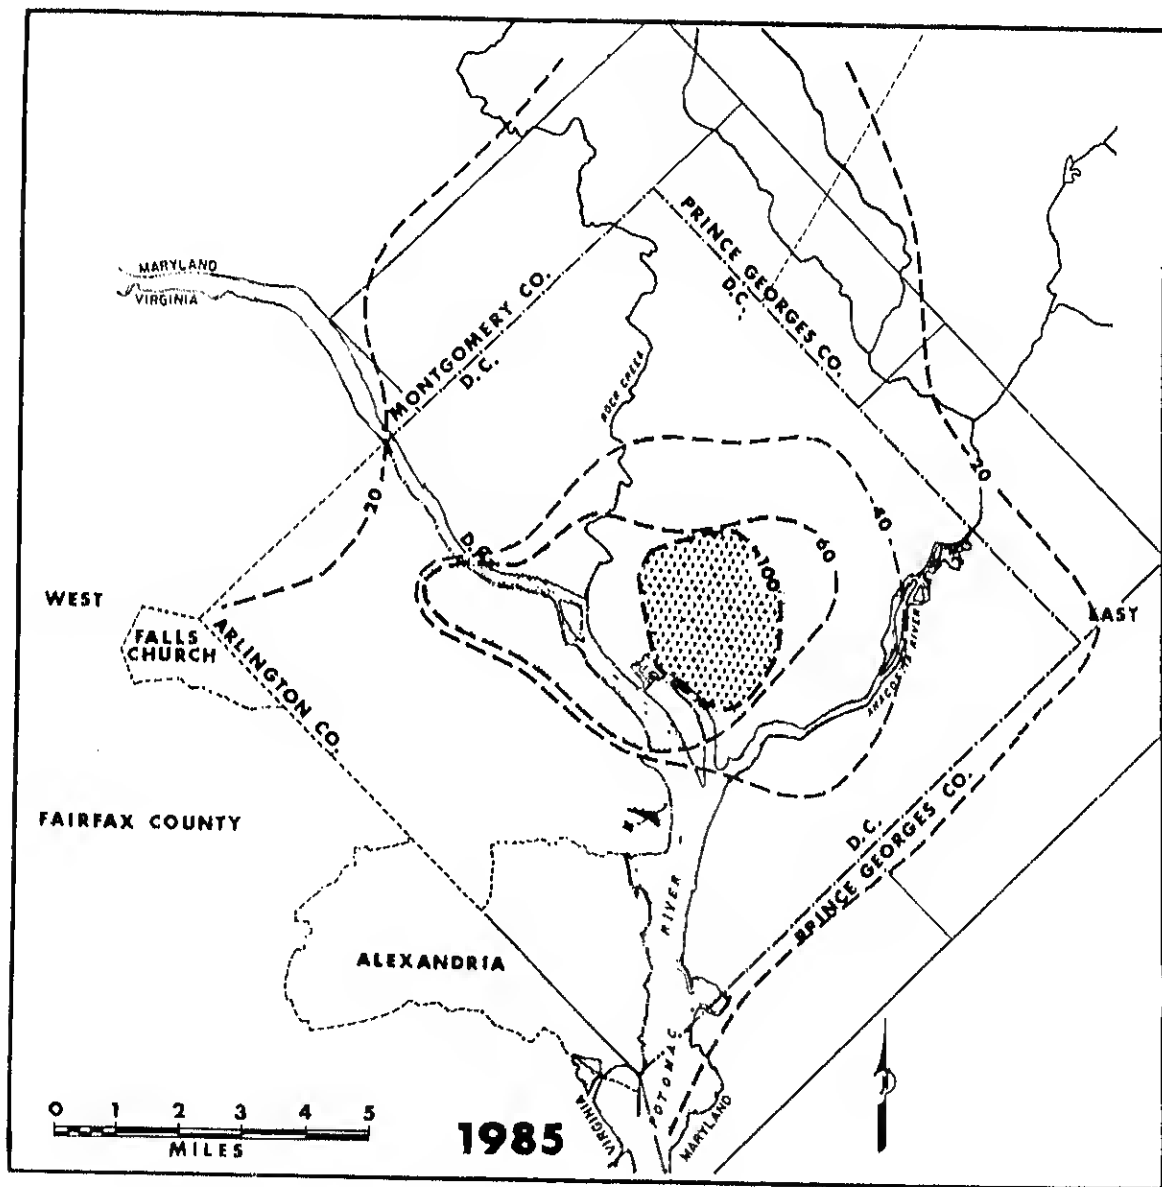 MARYLAND
VIRGINIA
MONTGOMERY CO.
D.C.
PRINCE GEORGES CO.
D.C.
ROCK CREEK
20
20
40
60
100
WEST
FALLS
CHURCH
ARLINGTON CO.
EAST
ANACOSTIA RIVER
FAIRFAX COUNTY
D.C.
PRINCE GEORGES CO.
ALEXANDRIA
POTOMAC RIVER
VIRGINIA
MARYLAND
0 1 2 3 4 5
MILES
1985